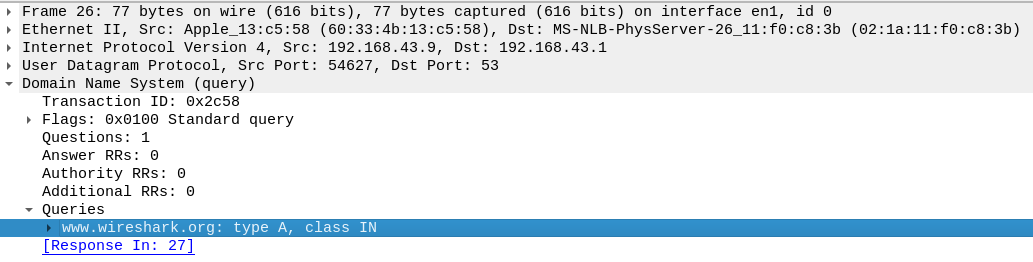 Frame 26: 77 bytes on wire (616 bits), 77 bytes captured (616 bits) on interface en1, id 0
Ethernet II, Src: Apple_13:c5:58 (60:33:4b:13:c5:58), Dst: MS-NLB-PhysServer-26_11:f0:c8:3b (02:1a:11:f0:c8:3b)
Internet Protocol Version 4, Src: 192.168.43.9, Dst: 192.168.43.1
User Datagram Protocol, Src Port: 54627, Dst Port: 53
Domain Name System (query)
Transaction ID: 0x2c58
Flags: 0x0100 Standard query
Questions: 1
Answer RRs: 0
Authority RRs: 0
Additional RRs: 0
Queries
www.wireshark.org: type A, class IN
[Response In: 27]